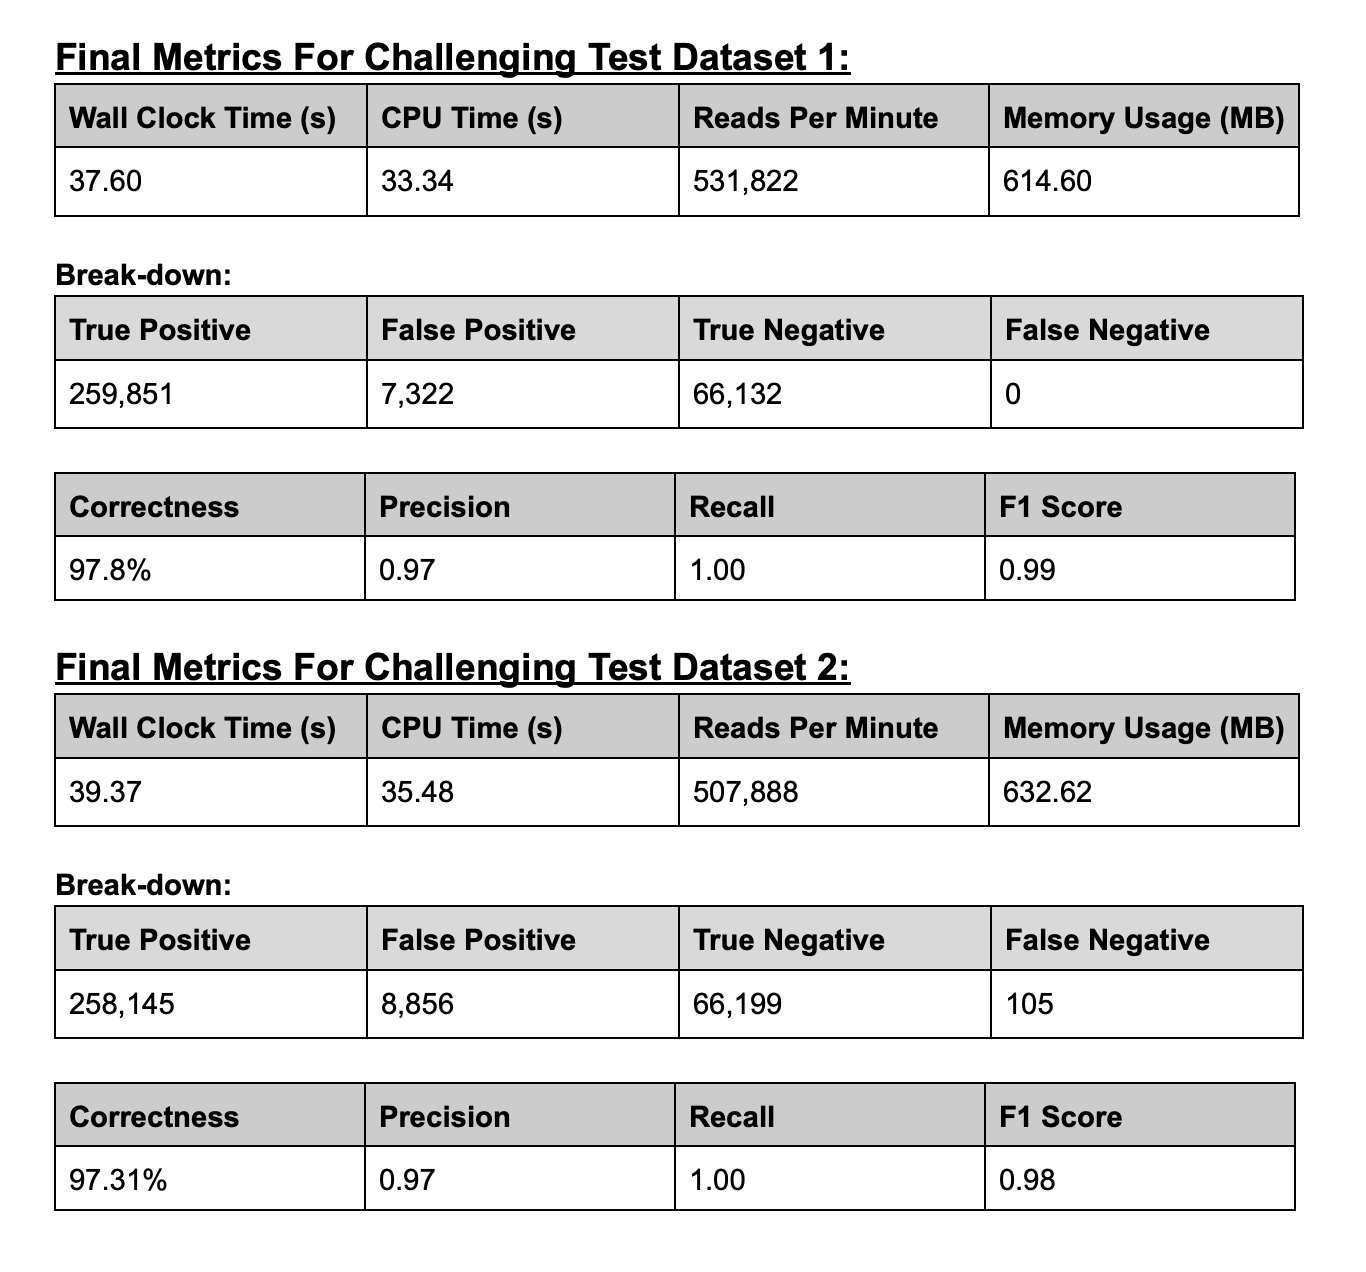 Final Metrics For Challenging Test Dataset 1:
Wall Clock Time (s) CPU Time (s) Reads Per Minute Memory Usage (MB)
37.60 33.34 531,822 614.60
Break-down:
True Positive False Positive True Negative False Negative
259,851 7,322 66,132 0
Correctness Precision Recall F1 Score
97.8% 0.97 1.00 0.99
Final Metrics For Challenging Test Dataset 2:
Wall Clock Time (s) CPU Time (s) Reads Per Minute Memory Usage (MB)
39.37 35.48 507,888 632.62
Break-down:
True Positive False Positive True Negative False Negative
258,145 8,856 66,199 105
Correctness Precision Recall F1 Score
97.31% 0.97 1.00 0.98